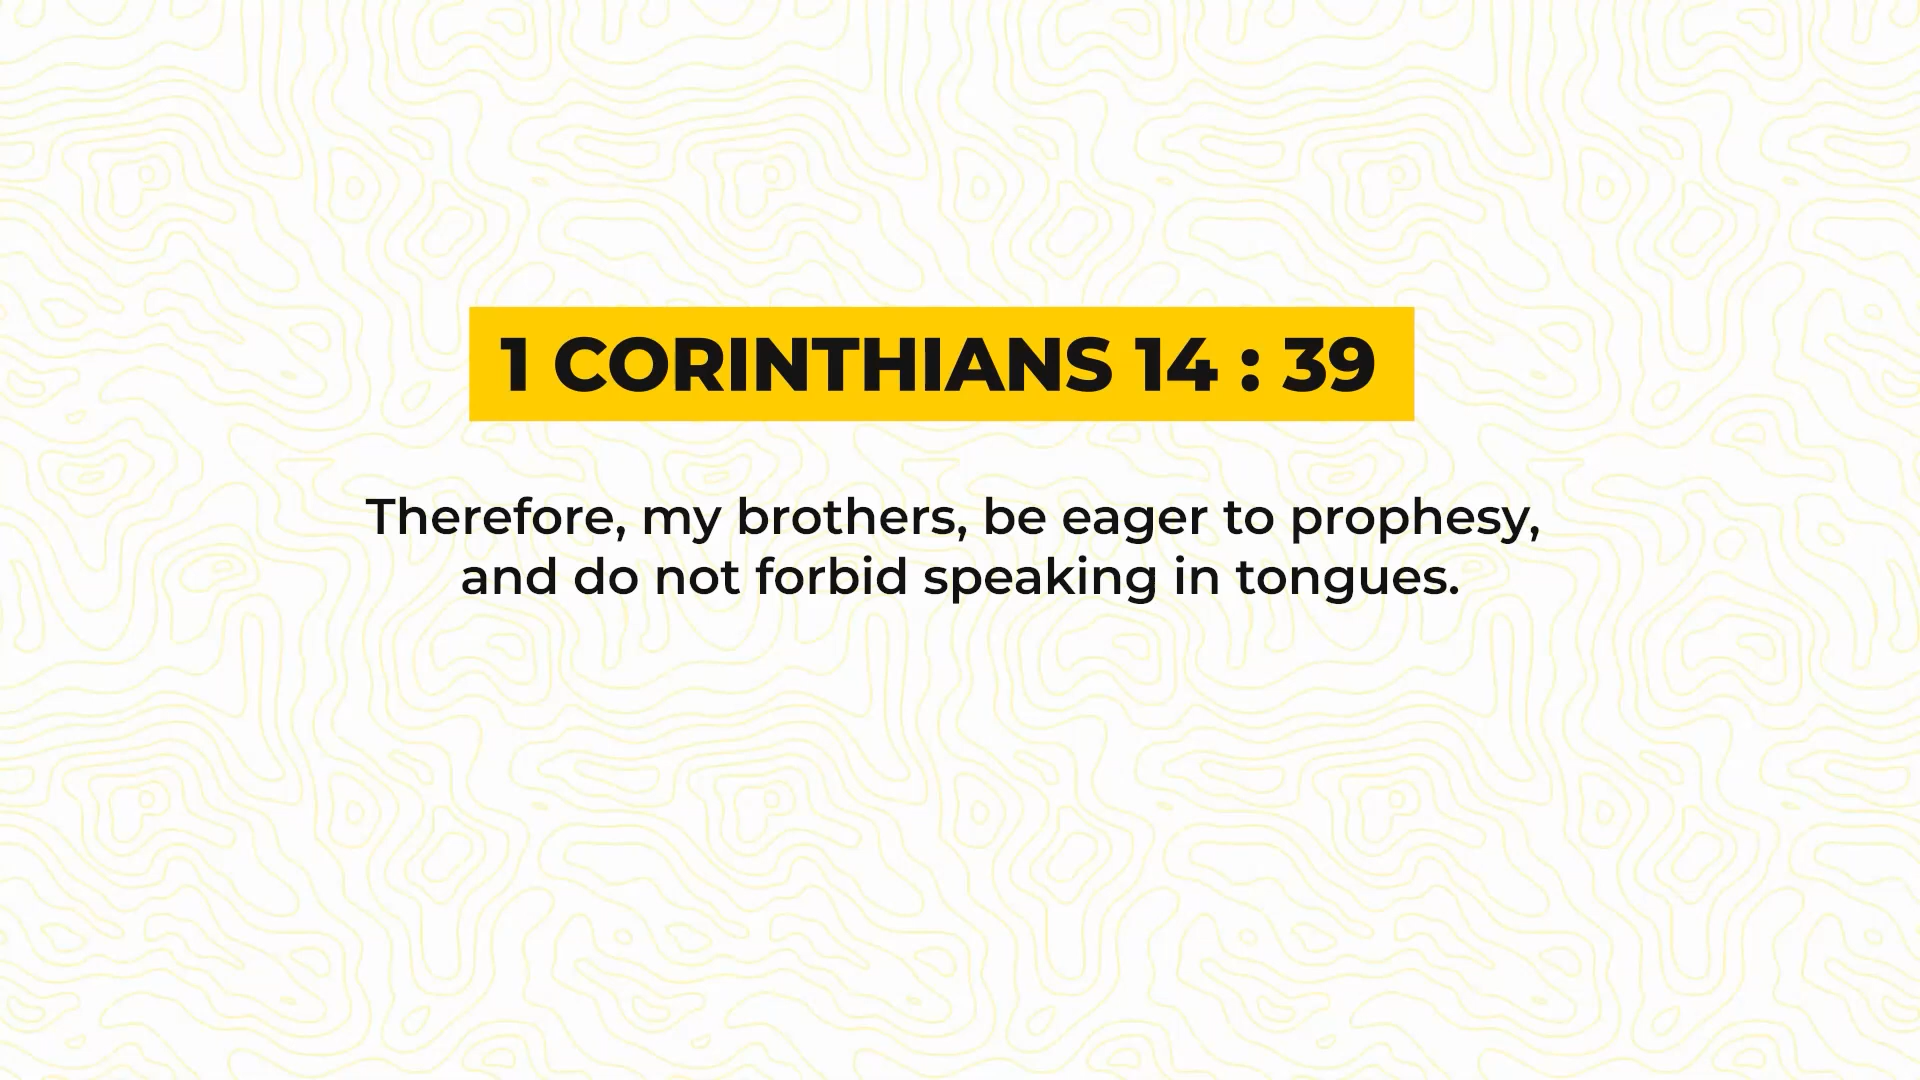 1 CORINTHIANS 14 : 39
Therefore, my brothers, be eager to prophesy,
and do not forbid speaking in tongues.